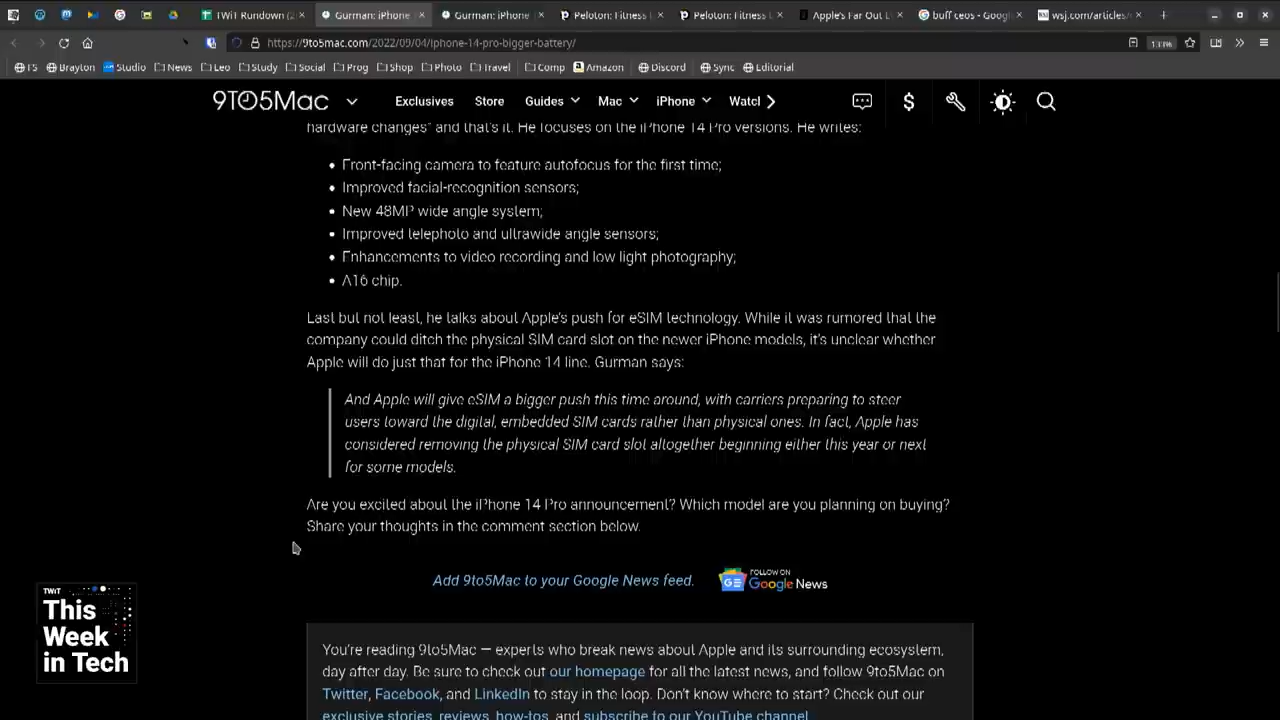 TWiT Rundown (2
Gurman: iPhone
Gurman: iPhone
Peloton: Fitness
Peloton: Fitness
Apple's Far Out
buff ceos - Googl
wsj.com/articles/
https://9to5mac.com/2022/09/04/iphone-14-pro-bigger-battery/
133%
TS Brayton Studio News Leo Study Social Prog Shop Photo Travel Comp Amazon Discord Sync Editorial
9TO5Mac
Exclusives Store Guides Mac iPhone Watch
hardware changes" and that's it. He focuses on the iPhone 14 Pro versions. He writes:
• Front-facing camera to feature autofocus for the first time;
• Improved facial-recognition sensors;
• New 48MP wide angle system;
• Improved telephoto and ultrawide angle sensors;
• Enhancements to video recording and low light photography;
• A16 chip.
Last but not least, he talks about Apple's push for eSIM technology. While it was rumored that the
company could ditch the physical SIM card slot on the newer iPhone models, it's unclear whether
Apple will do just that for the iPhone 14 line. Gurman says:
And Apple will give eSIM a bigger push this time around, with carriers preparing to steer
users toward the digital, embedded SIM cards rather than physical ones. In fact, Apple has
considered removing the physical SIM card slot altogether beginning either this year or next
for some models.
Are you excited about the iPhone 14 Pro announcement? Which model are you planning on buying?
Share your thoughts in the comment section below.
Add 9to5Mac to your Google News feed.
FOLLOW ON
Google News
GE
TWiT
This
Week
in Tech
You're reading 9to5Mac — experts who break news about Apple and its surrounding ecosystem,
day after day. Be sure to check out our homepage for all the latest news, and follow 9to5Mac on
Twitter, Facebook, and LinkedIn to stay in the loop. Don't know where to start? Check out our
exclusive stories, reviews, how-tos, and subscribe to our YouTube channel